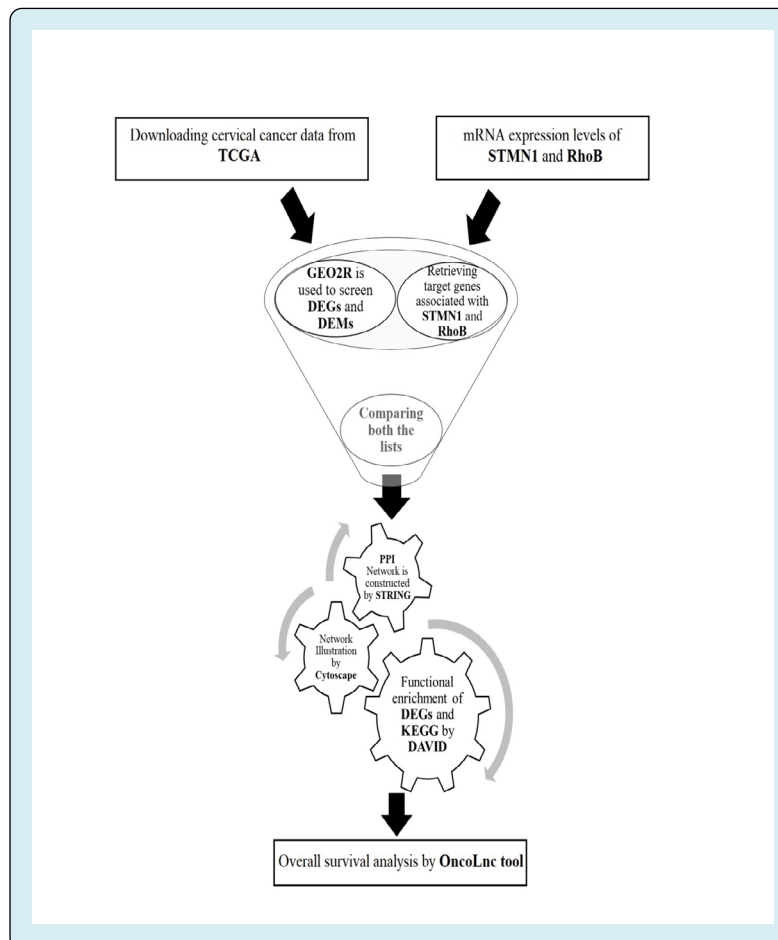 Downloading cervical cancer data from
TCGA
mRNA expression levels of
STMN1 and RhoB
GEO2R is
used to screen
DEGs and
DEMs
Retrieving
target genes
associated with
STMN1 and
RhoB
Comparing
both the
lists
PPI
Network is
constructed
by STRING
Network
Illustration
by
Cytoscape
Functional
enrichment of
DEGs and
KEGG by
DAVID
Overall survival analysis by OncoLnc tool